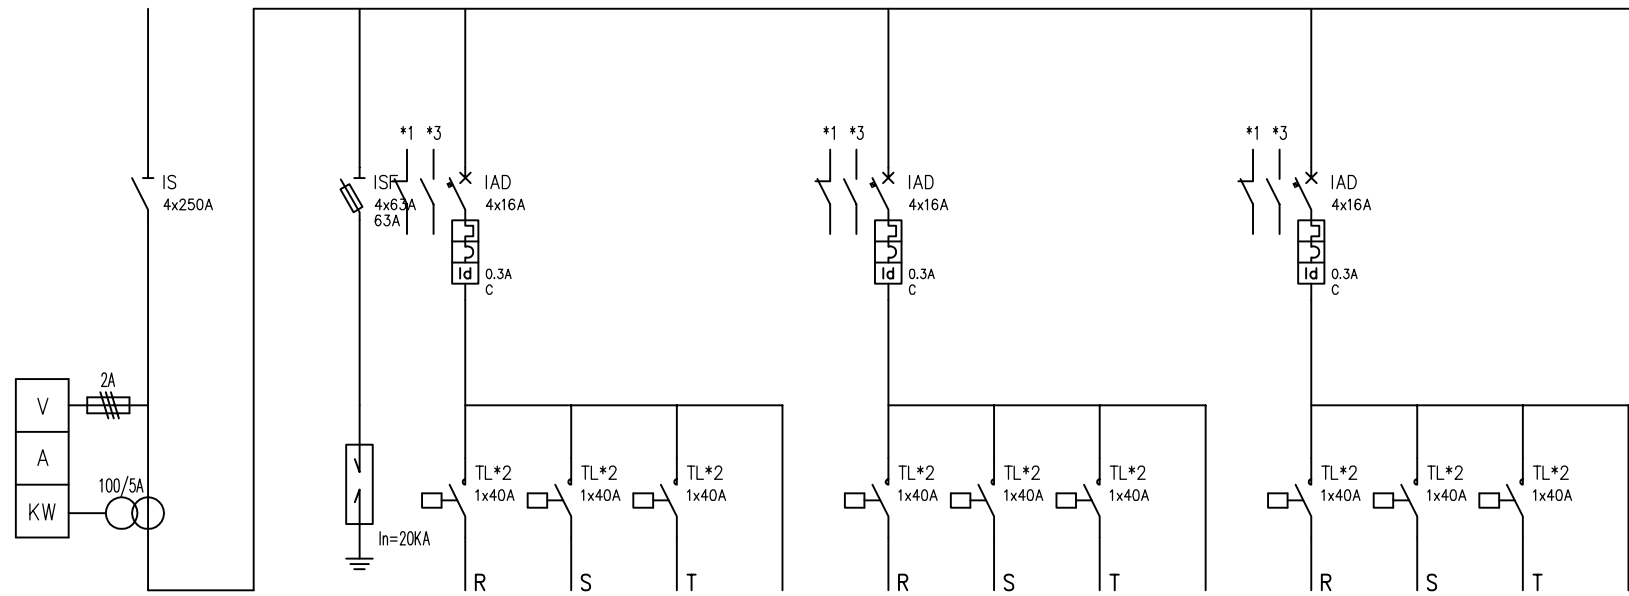 *1 *3
*1 *3
*1 *3
IS
4x250A
ISF
4x63A
63A
IAD
4x16A
IAD
4x16A
IAD
4x16A
Id
0.3A
C
Id
0.3A
C
Id
0.3A
C
2A
V
A
100/5A
KW
In=20KA
TL*2
1x40A
TL*2
1x40A
TL*2
1x40A
TL*2
1x40A
TL*2
1x40A
TL*2
1x40A
TL*2
1x40A
TL*2
1x40A
TL*2
1x40A
R S T R S T R S T